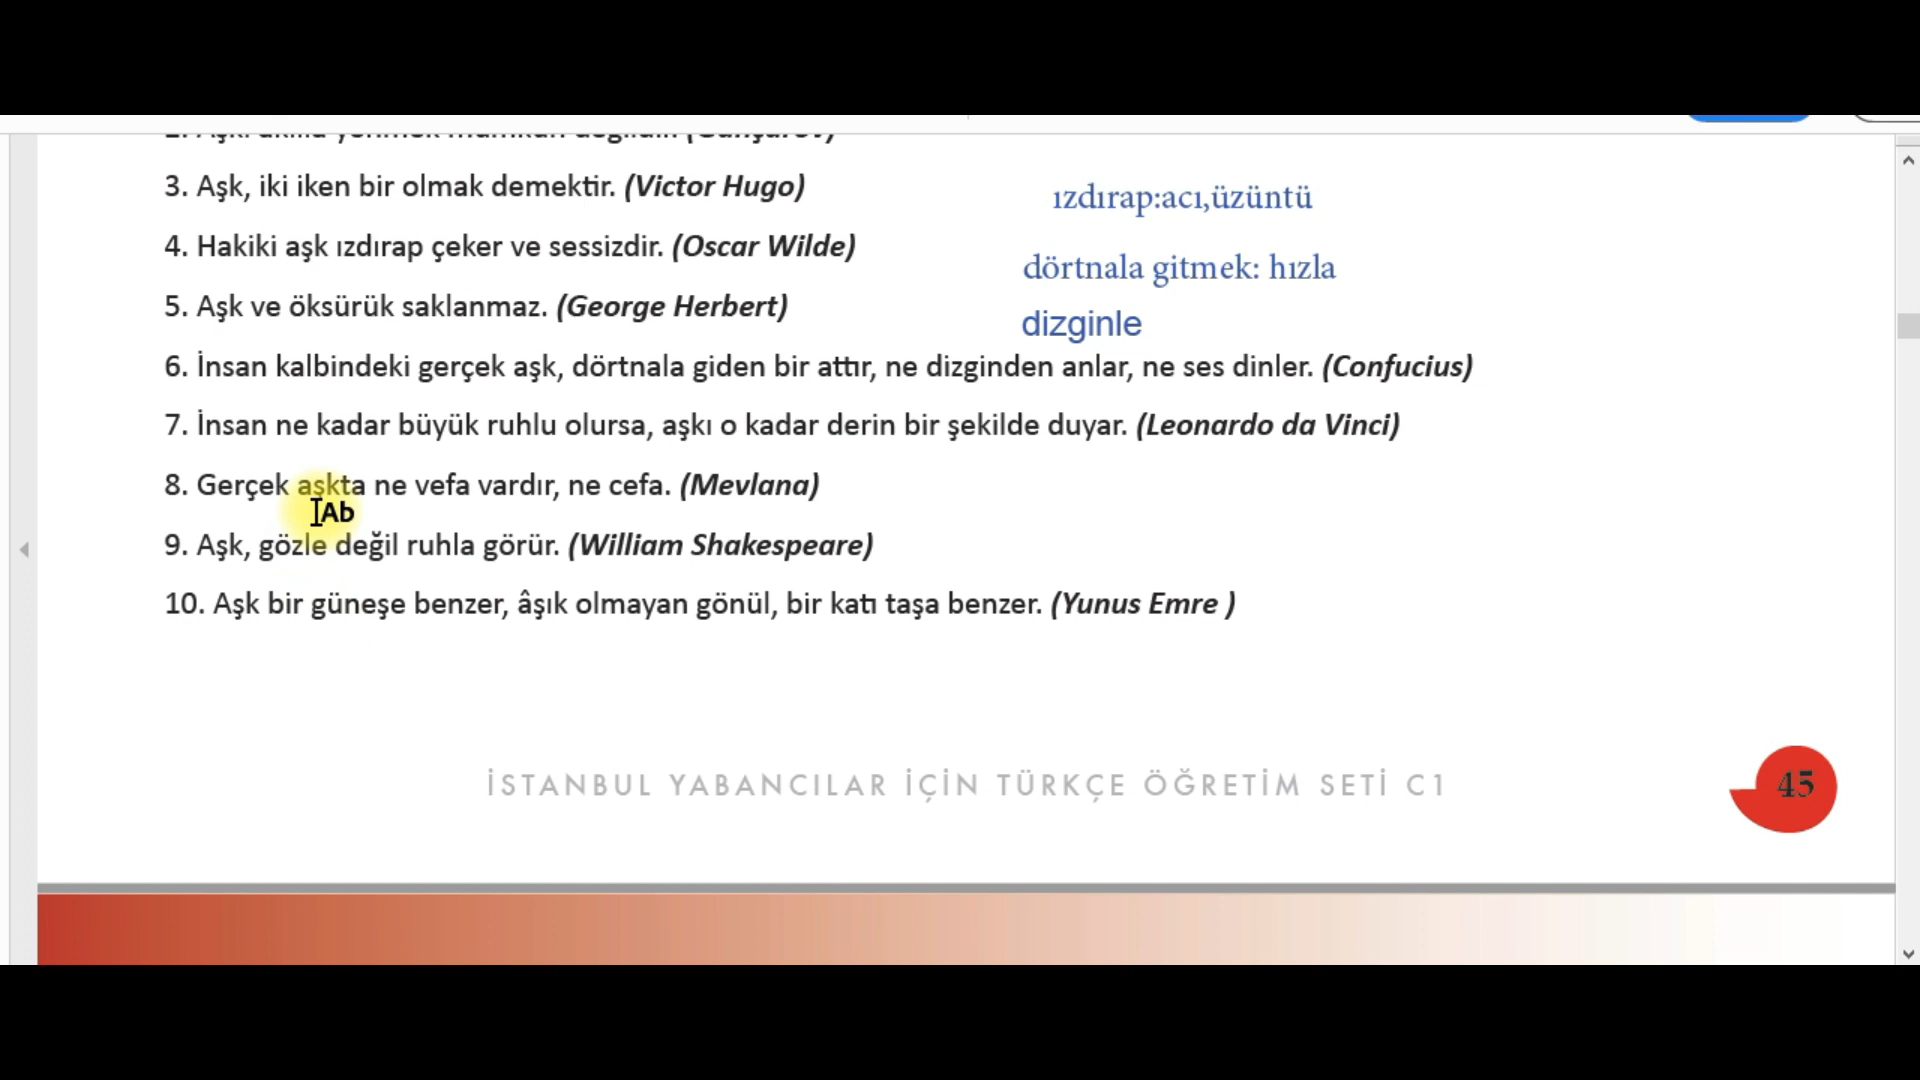 3. Aşk, iki iken bir olmak demektir. (Victor Hugo)
ızdırap:acı,üzüntü
4. Hakiki aşk ızdırap çeker ve sessizdir. (Oscar Wilde)
dörtnala gitmek: hızla
5. Aşk ve öksürük saklanmaz. (George Herbert)
dizginle
6. İnsan kalbindeki gerçek aşk, dörtnala giden bir attır, ne dizginden anlar, ne ses dinler. (Confucius)
7. İnsan ne kadar büyük ruhlu olursa, aşkı o kadar derin bir şekilde duyar. (Leonardo da Vinci)
8. Gerçek aşkta ne vefa vardır, ne cefa. (Mevlana)
Ab
9. Aşk, gözle değil ruhla görür. (William Shakespeare)
10. Aşk bir güneşe benzer, âşık olmayan gönül, bir katı taşa benzer. (Yunus Emre )
İSTANBUL YABANCILAR İÇİN TÜRKÇE ÖĞRETİM SETİ C1
45